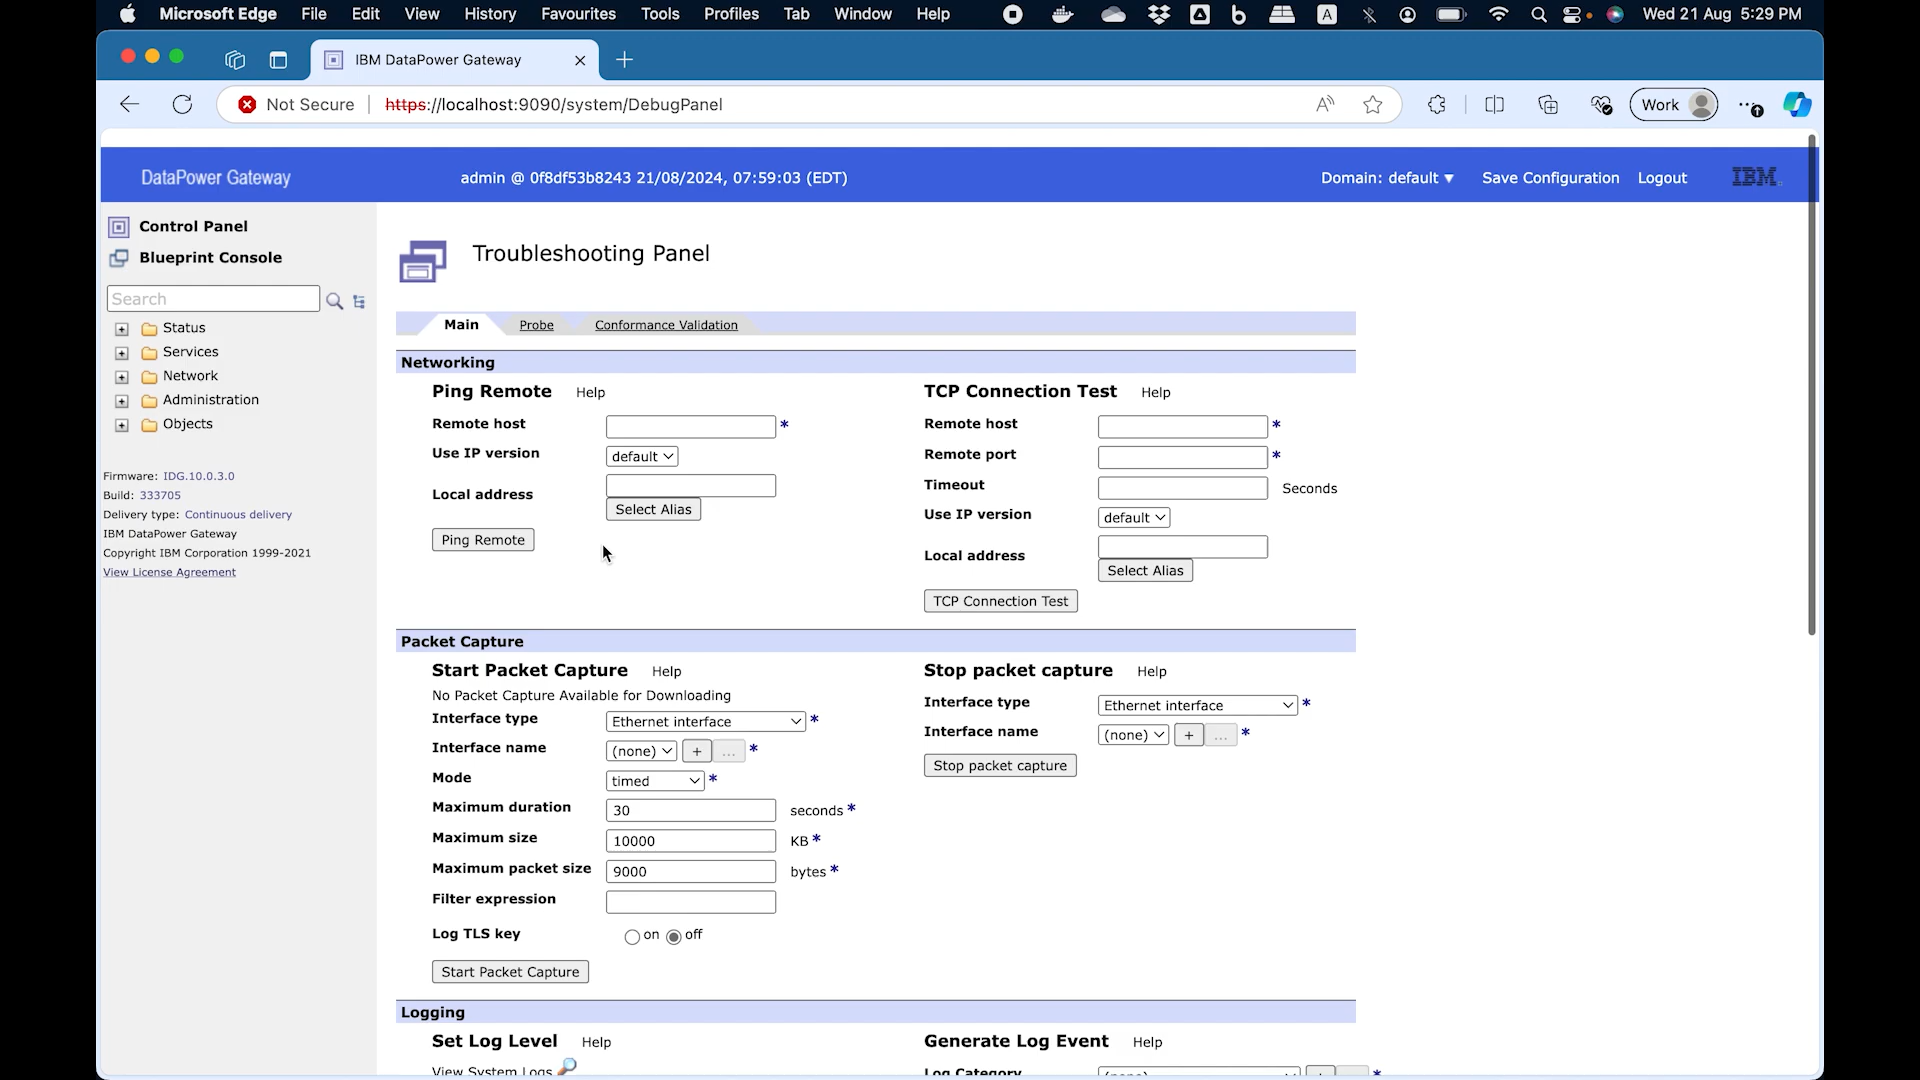 Microsoft Edge File Edit View History Favourites Tools Profiles Tab Window Help A Wed 21 Aug 5:29 PM
IBM DataPower Gateway
Not Secure https://localhost:9090/system/DebugPanel Work
DataPower Gateway admin @ 0f8df53b8243 21/08/2024, 07:59:03 (EDT) Domain: default Save Configuration Logout IBM
Control Panel
Blueprint Console
Search
Status
Services
Network
Administration
Objects
Firmware: IDG.10.0.3.0
Build: 333705
Delivery type: Continuous delivery
IBM DataPower Gateway
Copyright IBM Corporation 1999-2021
View License Agreement
Troubleshooting Panel
Main Probe Conformance Validation
Networking
Ping Remote Help
Remote host *
Use IP version default
Local address
Select Alias
Ping Remote
TCP Connection Test Help
Remote host *
Remote port *
Timeout Seconds
Use IP version default
Local address
Select Alias
TCP Connection Test
Packet Capture
Start Packet Capture Help
No Packet Capture Available for Downloading
Interface type Ethernet interface *
Interface name (none) + ... *
Mode timed *
Maximum duration 30 seconds *
Maximum size 10000 KB *
Maximum packet size 9000 bytes *
Filter expression
Log TLS key on off
Start Packet Capture
Stop packet capture Help
Interface type Ethernet interface *
Interface name (none) + ... *
Stop packet capture
Logging
Set Log Level Help
View System Logs
Generate Log Event Help
Log Category (none) + *